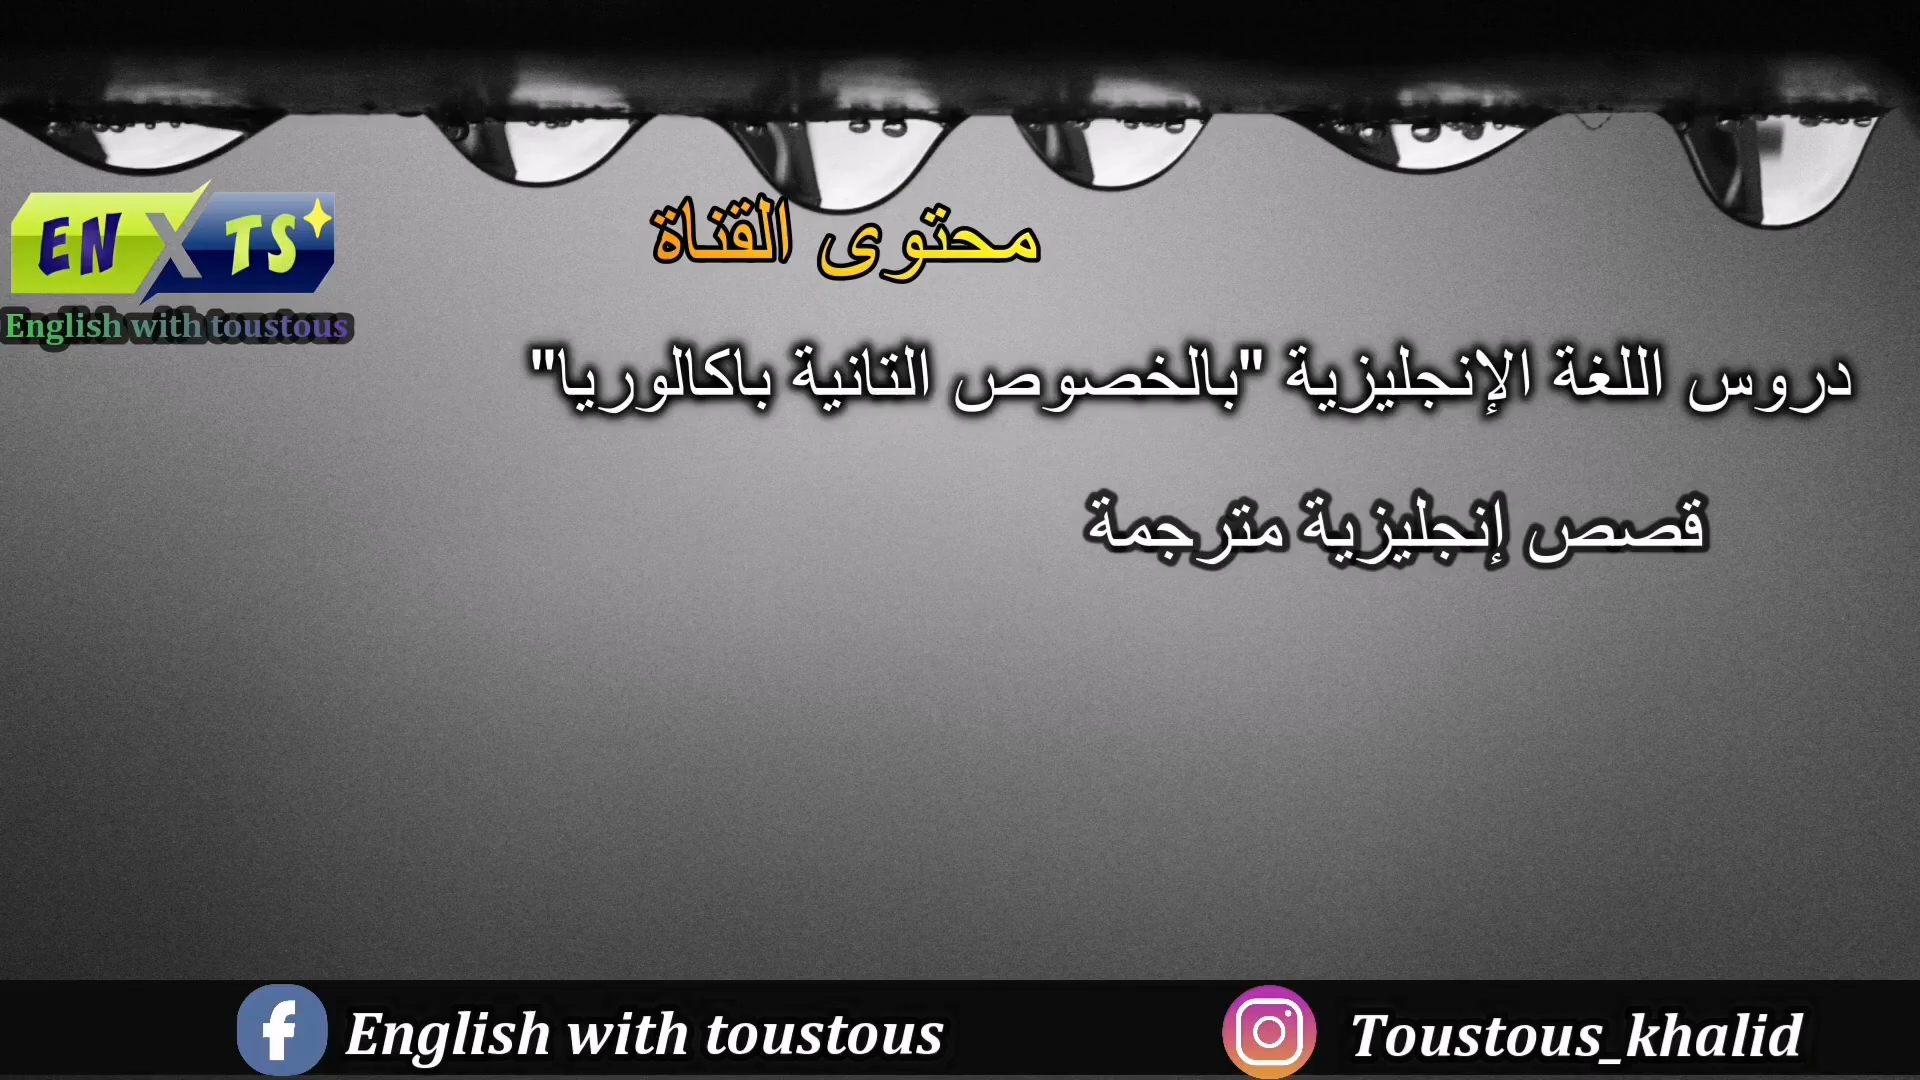 EN X TS
English with toustous
محتوى القناة
دروس اللغة الإنجليزية "بالخصوص التانية باكالوريا"
قصص إنجليزية مترجمة
English with toustous
Toustous_khalid